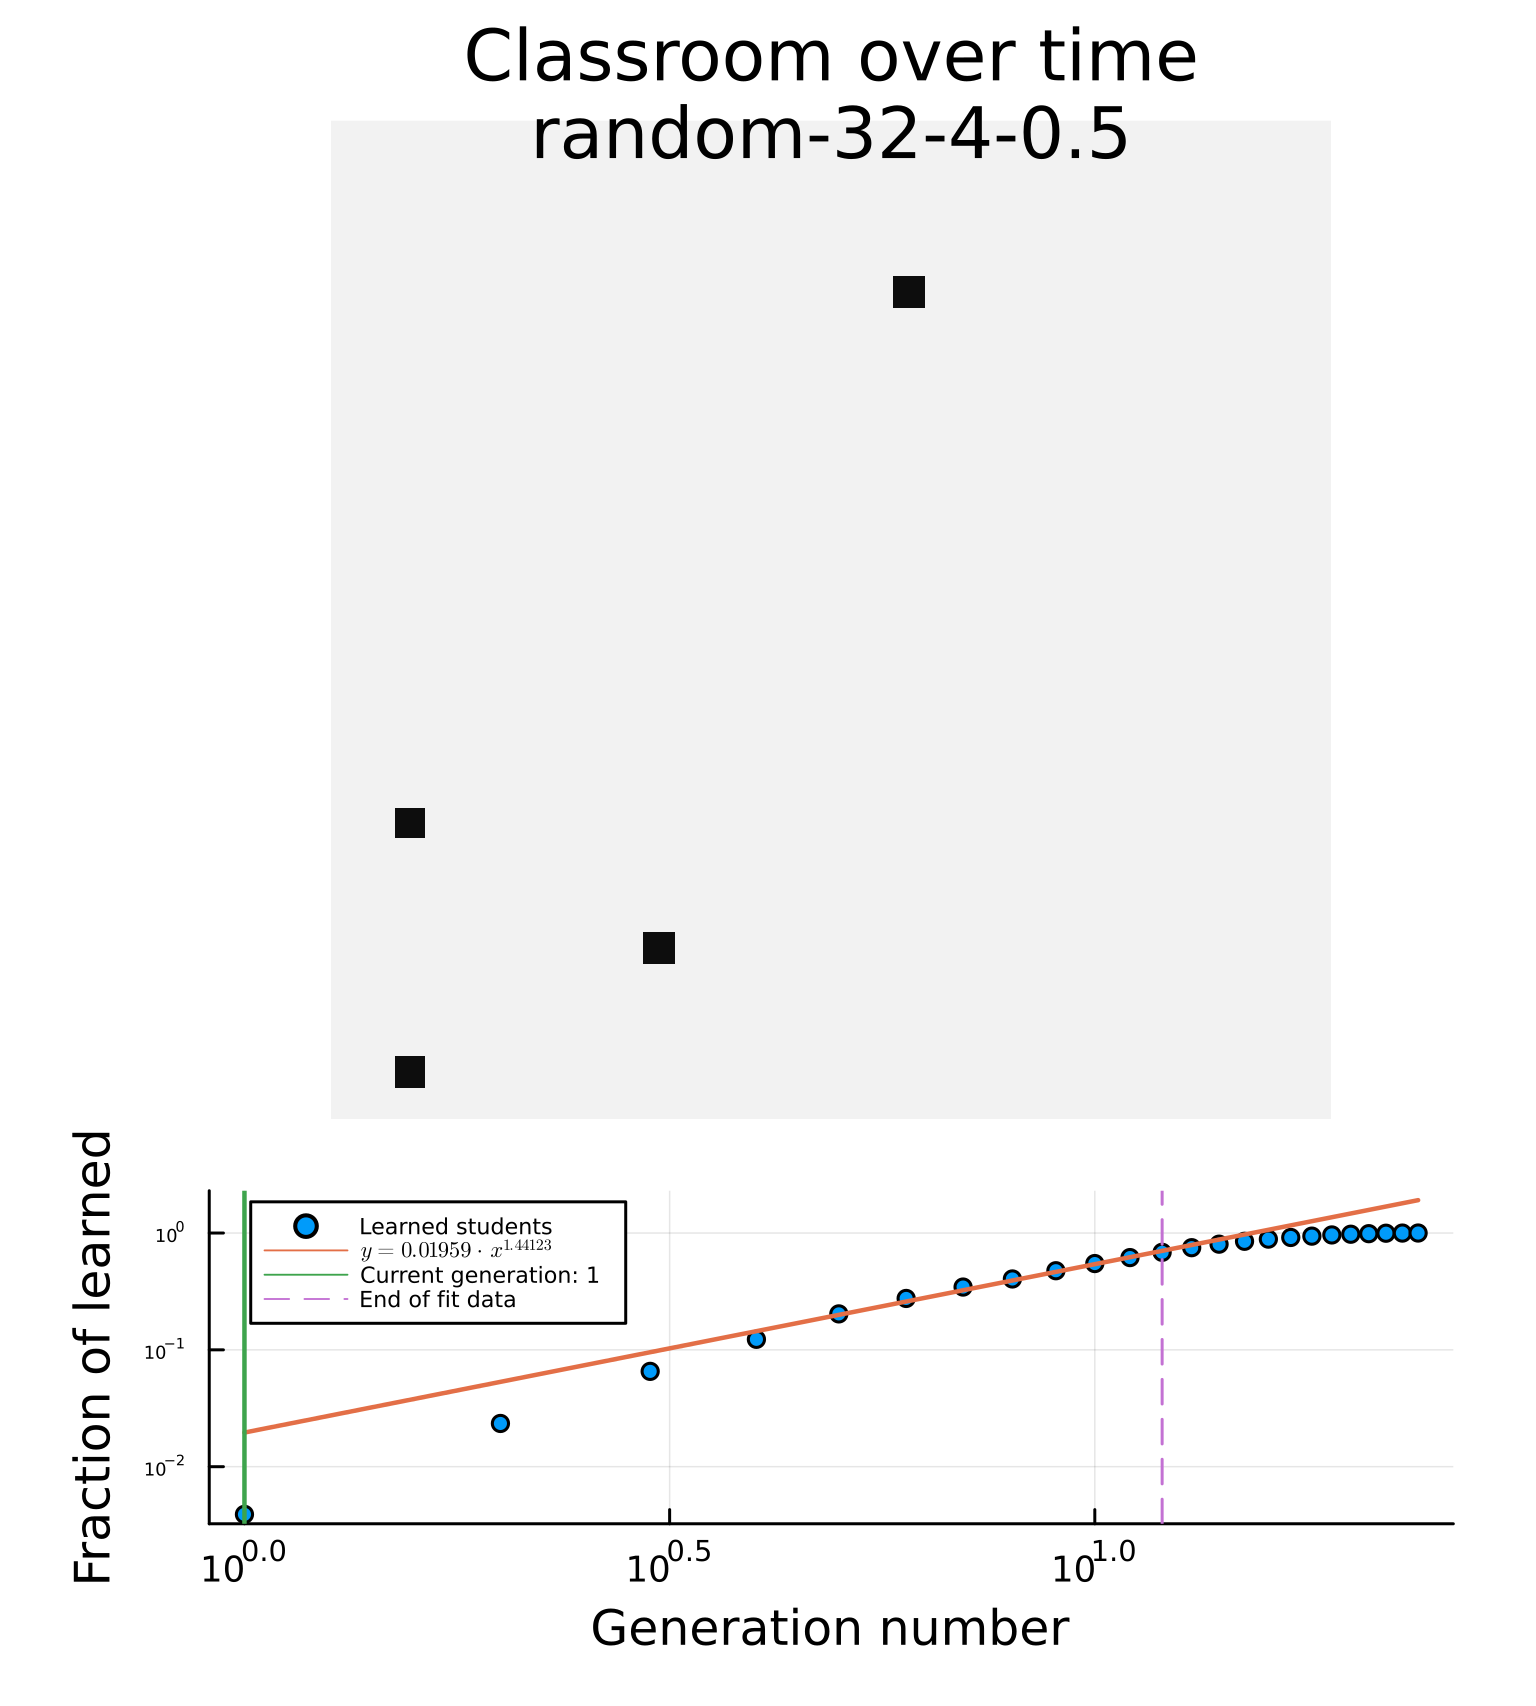 Classroom over time
random-32-4-0.5
Fraction of learned
10^0
10^-1
10^-2
Learned students
y = 0.01959 · x^1.44123
Current generation: 1
End of fit data
10^0.0
10^0.5
10^1.0
Generation number